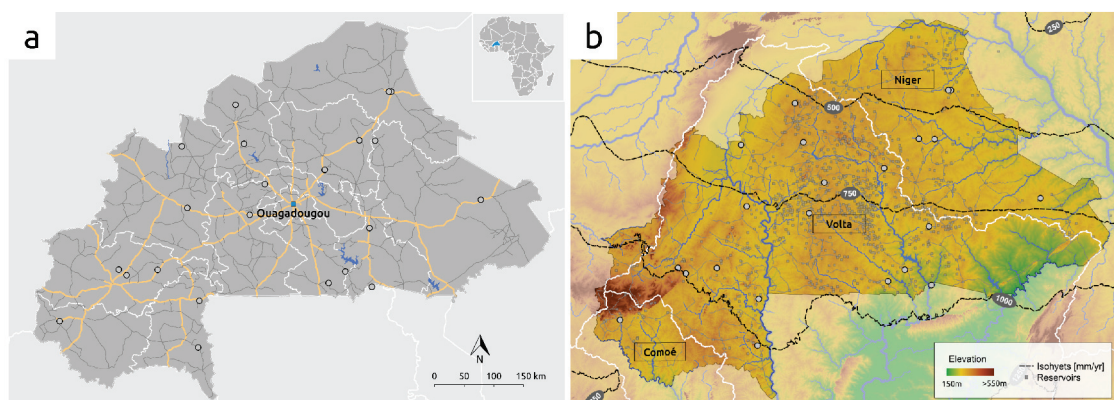 a
Ouagadougou
N
0 50 100 150 km
b
250
Niger
500
750
Volta
1000
Comoé
Elevation
150m >550m
Isohyets [mm/yr]
Reservoirs